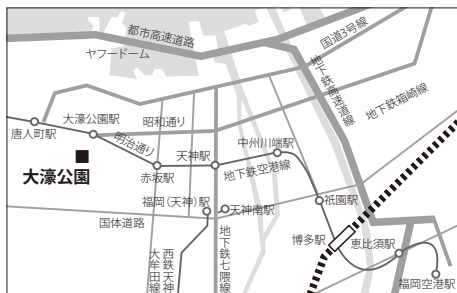 都市高速道路
国道3号線
ヤフードーム
地下鉄高速道線
地下鉄箱崎線
大濠公園駅
昭和通り
唐人町駅
明治通り
中州川端駅
天神駅
大濠公園
赤坂駅
地下鉄空港線
福岡(天神)駅
天神南駅
祇園駅
国体道路
博多駅
恵比須駅
西鉄天神
大牟田線
地下鉄七隈線
福岡空港駅